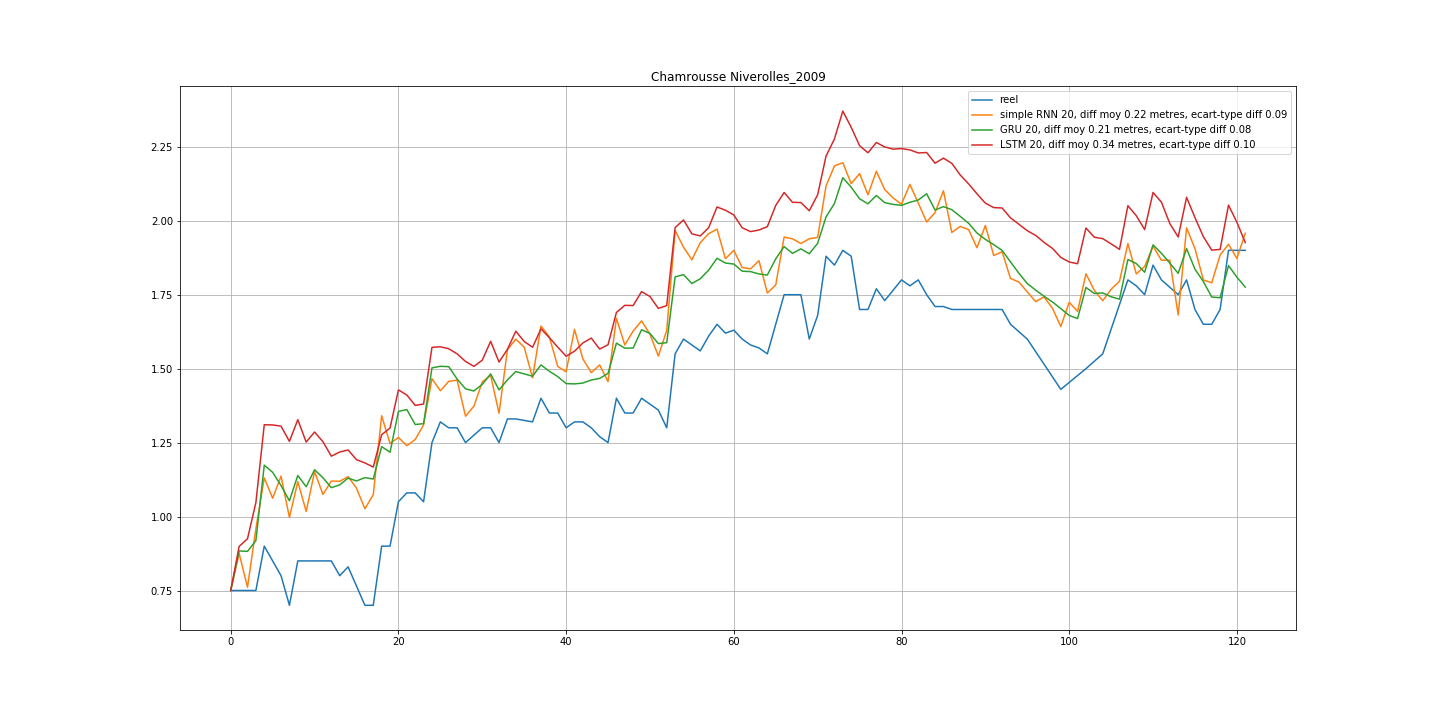 Chamrousse Niverolles_2009
reel
simple RNN 20, diff moy 0.22 metres, ecart-type diff 0.09
GRU 20, diff moy 0.21 metres, ecart-type diff 0.08
LSTM 20, diff moy 0.34 metres, ecart-type diff 0.10
2.25
2.00
1.75
1.50
1.25
1.00
0.75
0 20 40 60 80 100 120